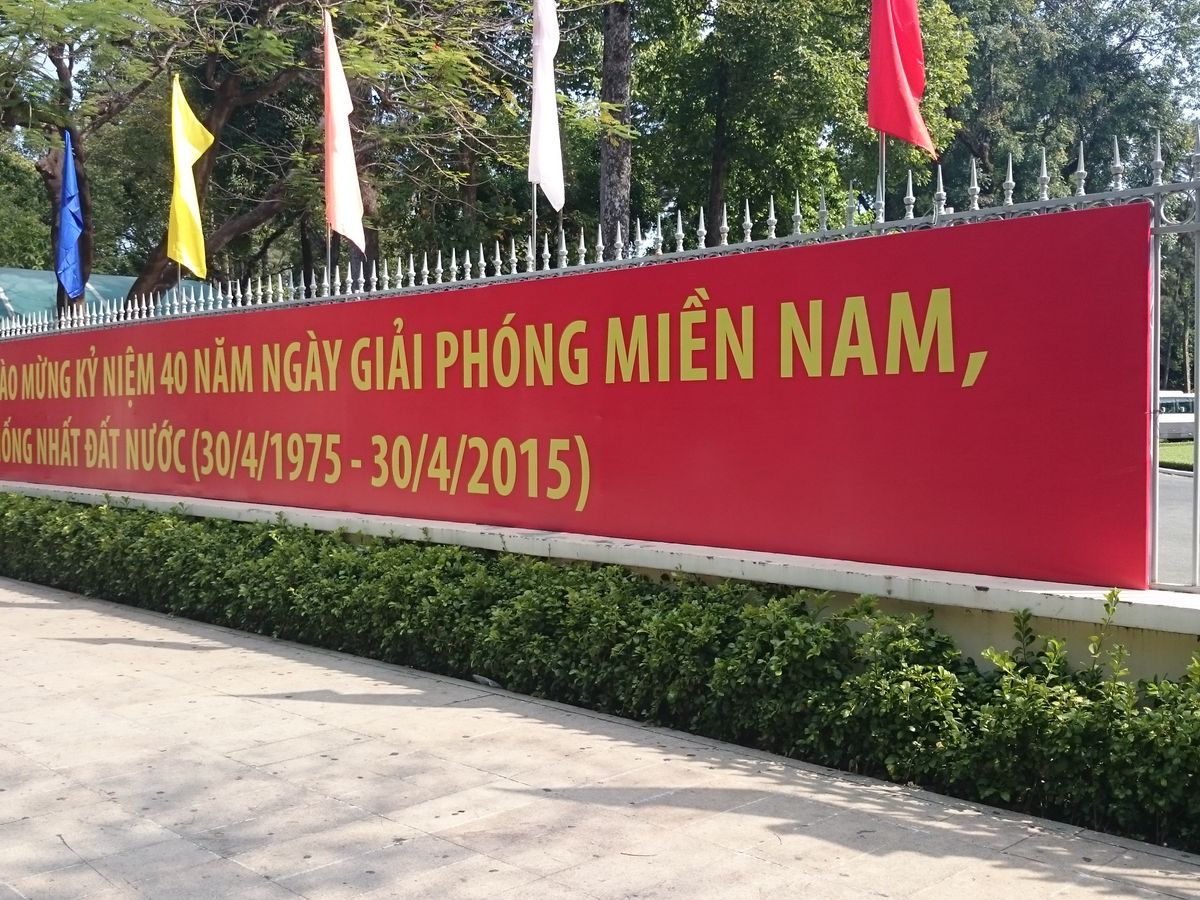 ÀO MỪNG KỶ NIỆM 40 NĂM NGÀY GIẢI PHÓNG MIỀN NAM,
ỐNG NHẤT ĐẤT NƯỚC (30/4/1975 - 30/4/2015)